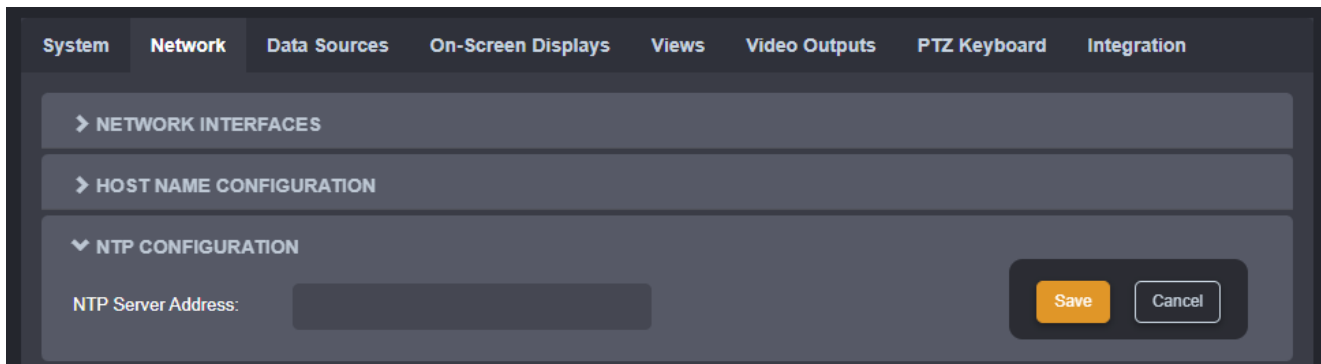 System Network Data Sources On-Screen Displays Views Video Outputs PTZ Keyboard Integration
NETWORK INTERFACES
HOST NAME CONFIGURATION
NTP CONFIGURATION
NTP Server Address:
Save Cancel